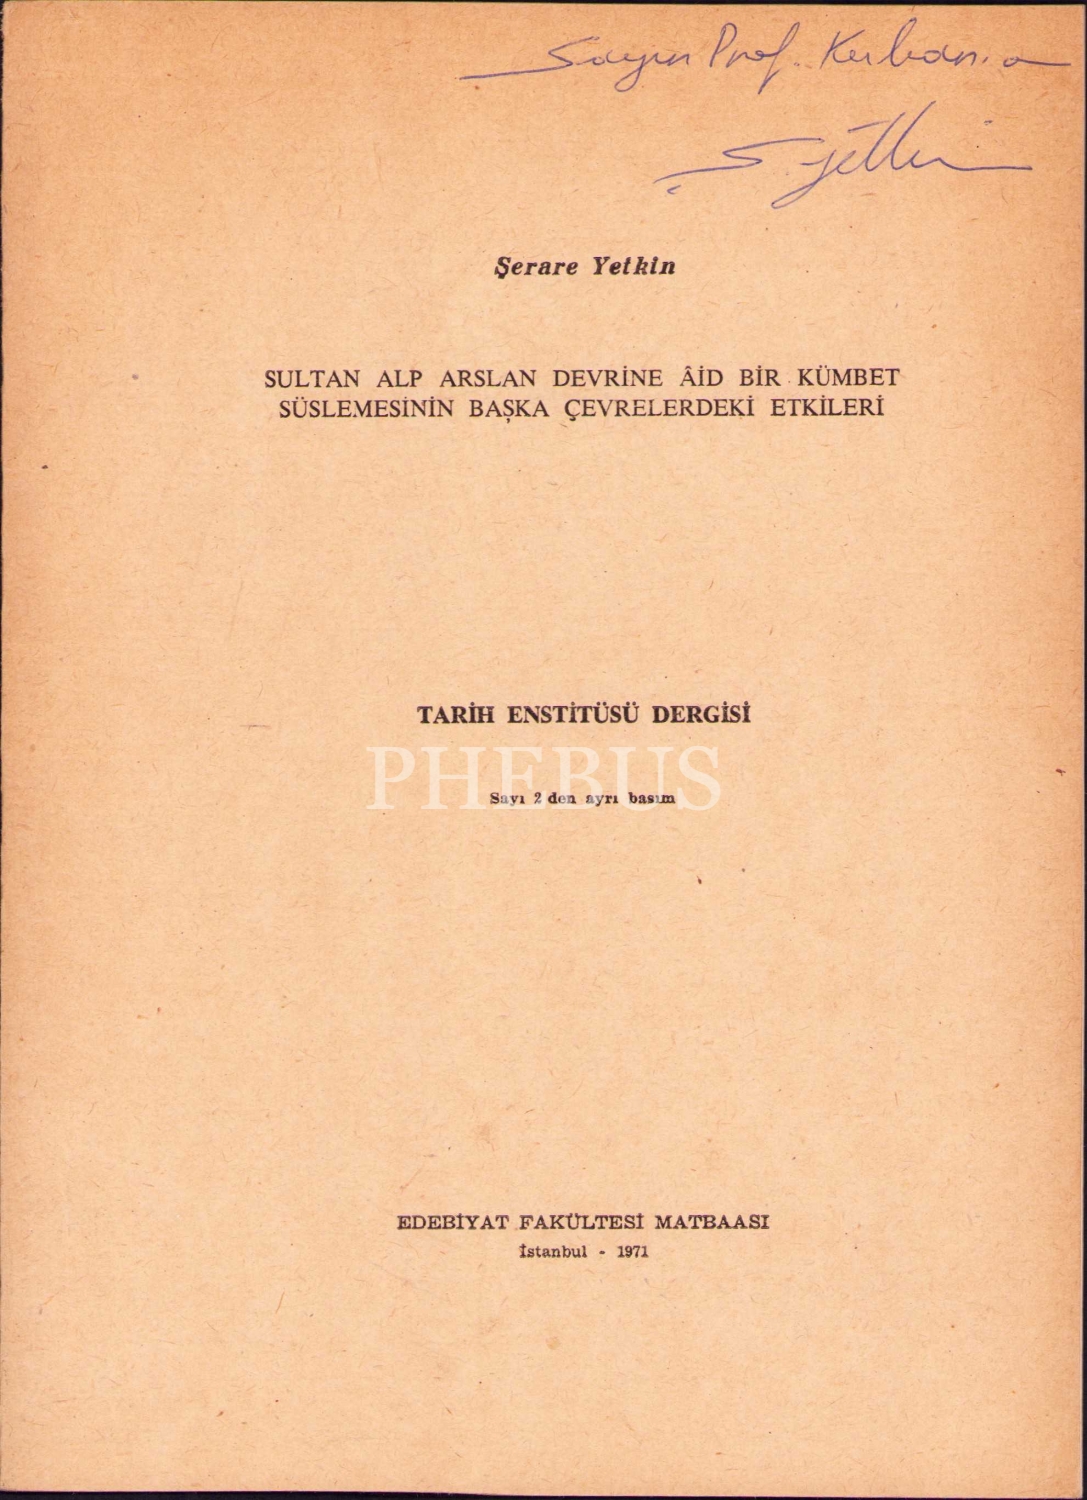 Sayın Prof.
Ş. Yetkin
Şerare Yetkin
SULTAN ALP ARSLAN DEVRİNE ÂİD BİR KÜMBET
SÜSLEMESİNİN BAŞKA ÇEVRELERDEKİ ETKİLERİ
TARİH ENSTİTÜSÜ DERGİSİ
PHEBUS
Sayı 2 den ayrı basım
EDEBİYAT FAKÜLTESİ MATBAASI
İstanbul - 1971